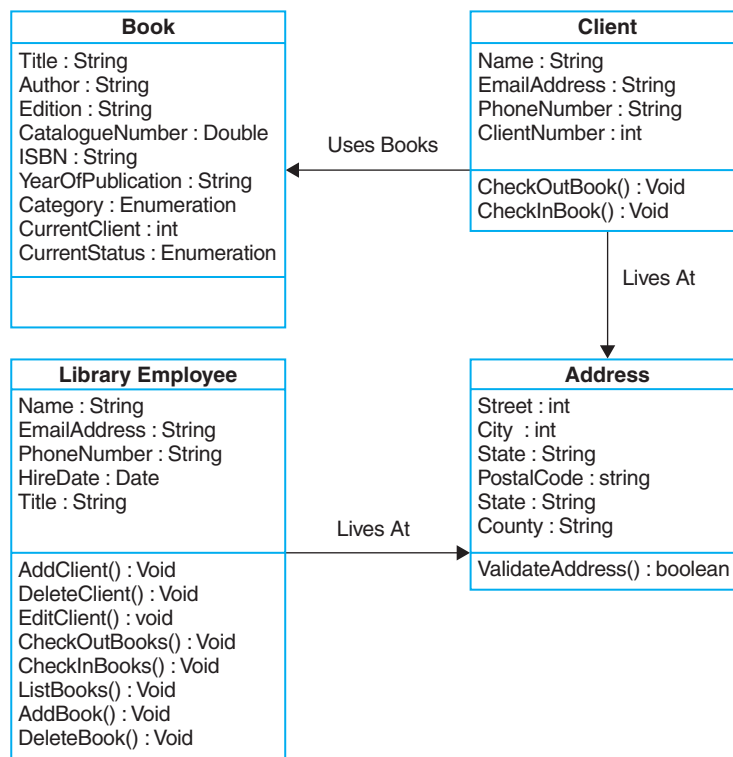 Book
Title : String
Author : String
Edition : String
CatalogueNumber : Double
ISBN : String
YearOfPublication : String
Category : Enumeration
CurrentClient : int
CurrentStatus : Enumeration
Uses Books
Client
Name : String
EmailAddress : String
PhoneNumber : String
ClientNumber : int
CheckOutBook() : Void
CheckInBook() : Void
Lives At
Library Employee
Name : String
EmailAddress : String
PhoneNumber : String
HireDate : Date
Title : String
AddClient() : Void
DeleteClient() : Void
EditClient() : void
CheckOutBooks() : Void
CheckInBooks() : Void
ListBooks() : Void
AddBook() : Void
DeleteBook() : Void
Lives At
Address
Street : int
City : int
State : String
PostalCode : string
State : String
County : String
ValidateAddress() : boolean